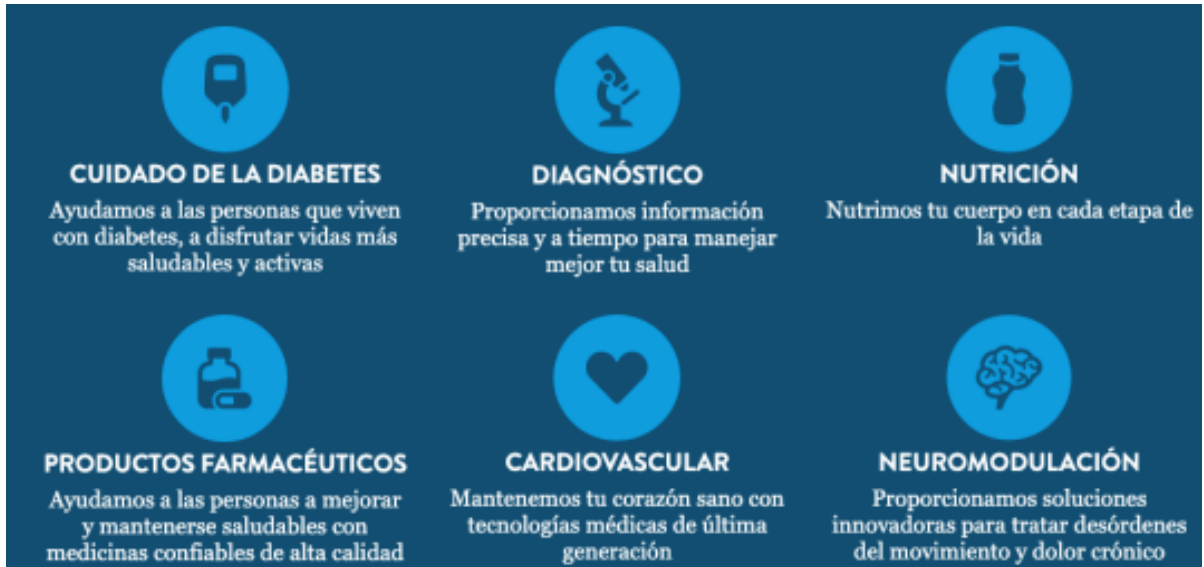 CUIDADO DE LA DIABETES
Ayudamos a las personas que viven
con diabetes, a disfrutar vidas más
saludables y activas
DIAGNÓSTICO
Proporcionamos información
precisa y a tiempo para manejar
mejor tu salud
NUTRICIÓN
Nutrimos tu cuerpo en cada etapa de
la vida
PRODUCTOS FARMACÉUTICOS
Ayudamos a las personas a mejorar
y mantenerse saludables con
medicinas confiables de alta calidad
CARDIOVASCULAR
Mantenemos tu corazón sano con
tecnologías médicas de última
generación
NEUROMODULACIÓN
Proporcionamos soluciones
innovadoras para tratar desórdenes
del movimiento y dolor crónico